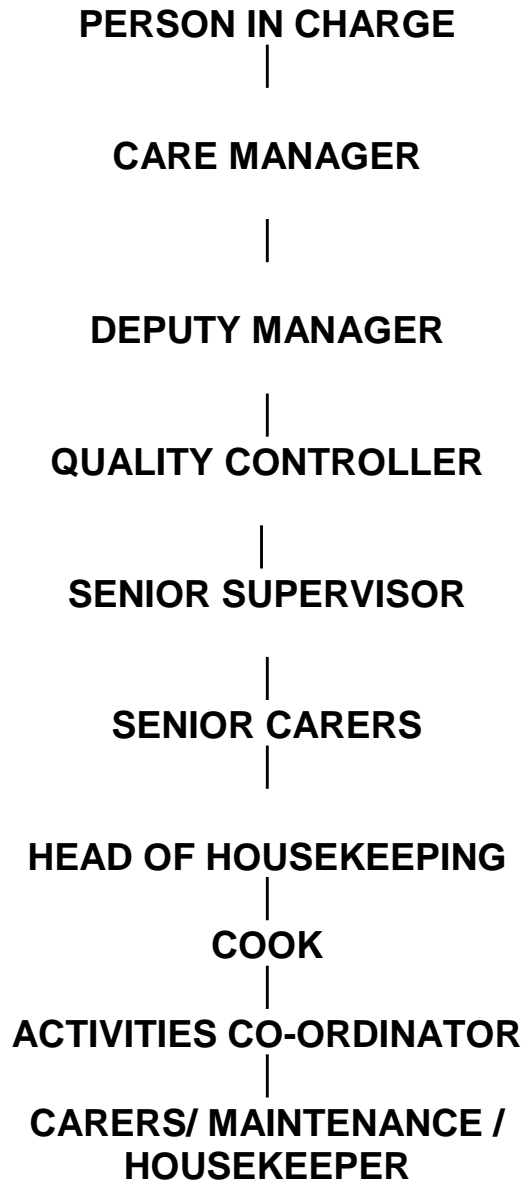 PERSON IN CHARGE
CARE MANAGER
DEPUTY MANAGER
QUALITY CONTROLLER
SENIOR SUPERVISOR
SENIOR CARERS
HEAD OF HOUSEKEEPING
COOK
ACTIVITIES CO-ORDINATOR
CARERS/ MAINTENANCE /
HOUSEKEEPER